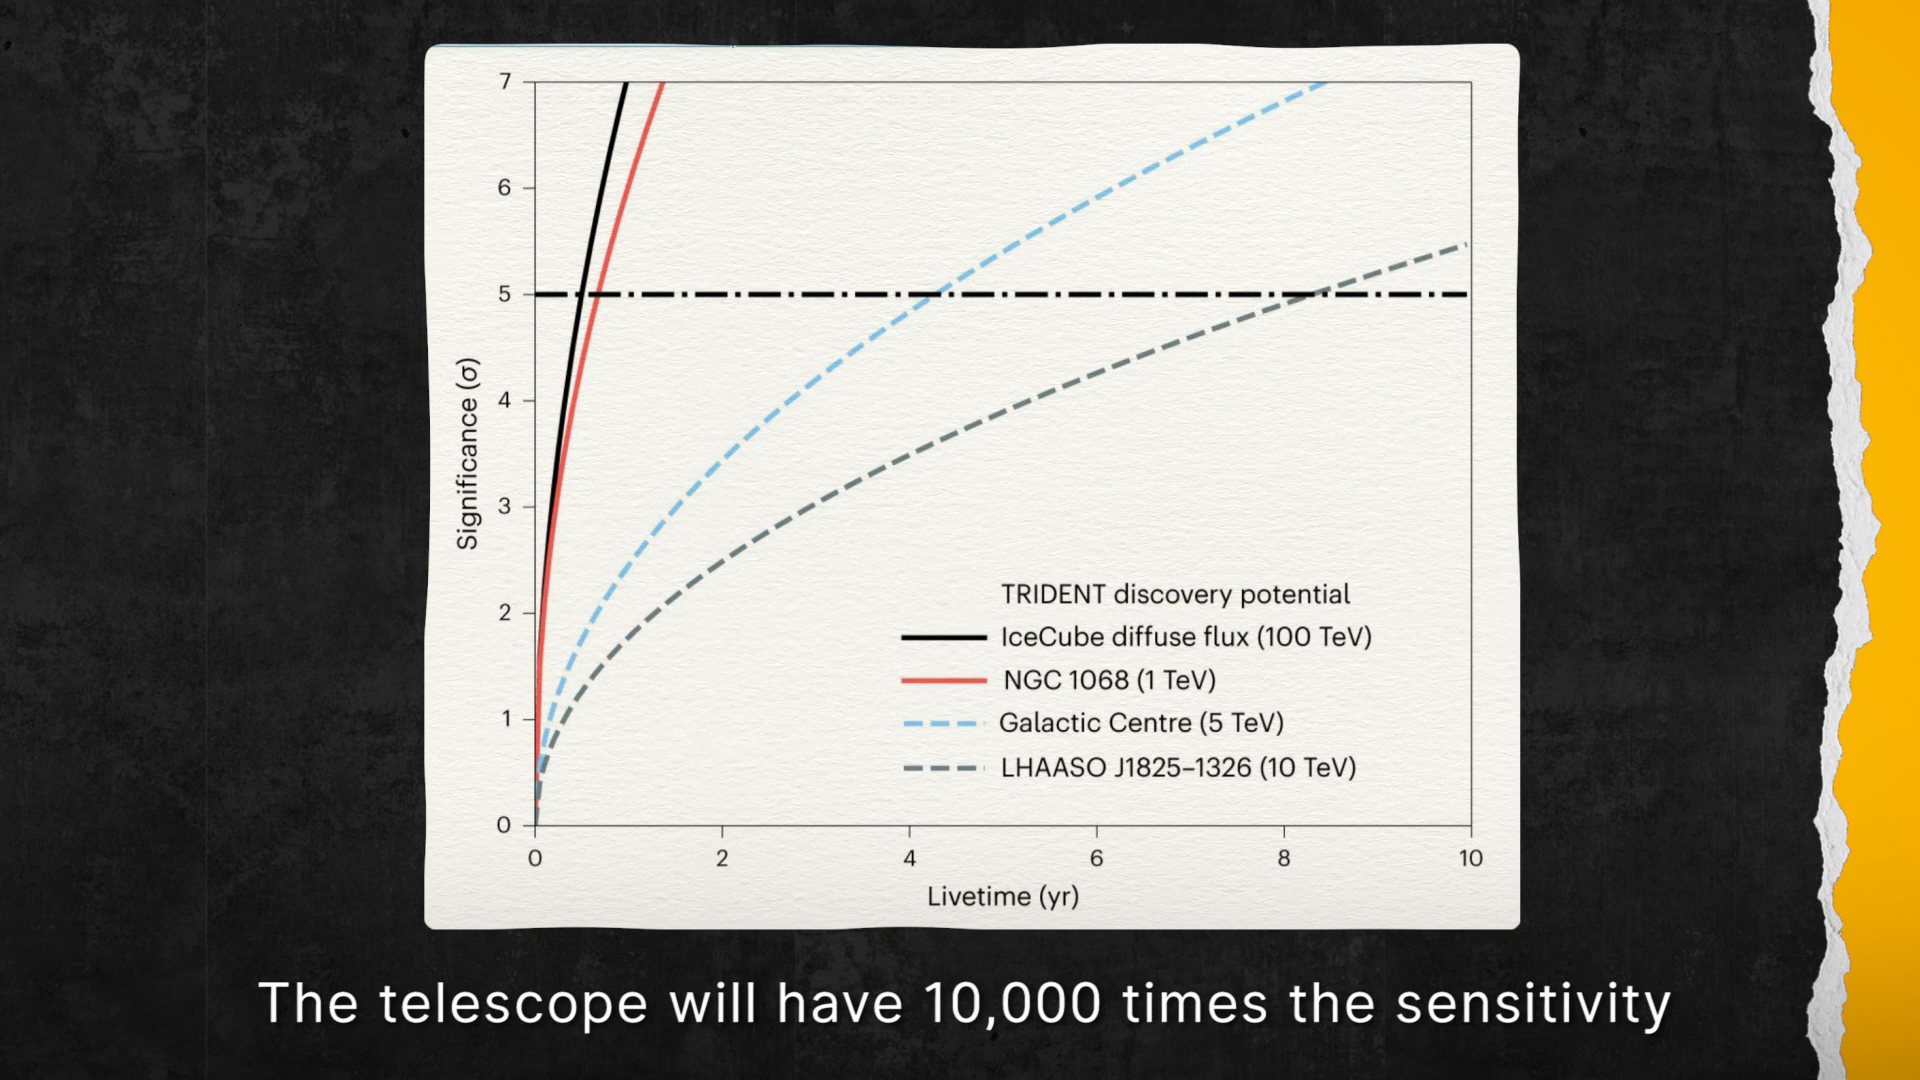 7
6
5
4
3
2
1
0
Significance (σ)
TRIDENT discovery potential
IceCube diffuse flux (100 TeV)
NGC 1068 (1 TeV)
Galactic Centre (5 TeV)
LHAASO J1825–1326 (10 TeV)
0 2 4 6 8 10
Livetime (yr)
The telescope will have 10,000 times the sensitivity